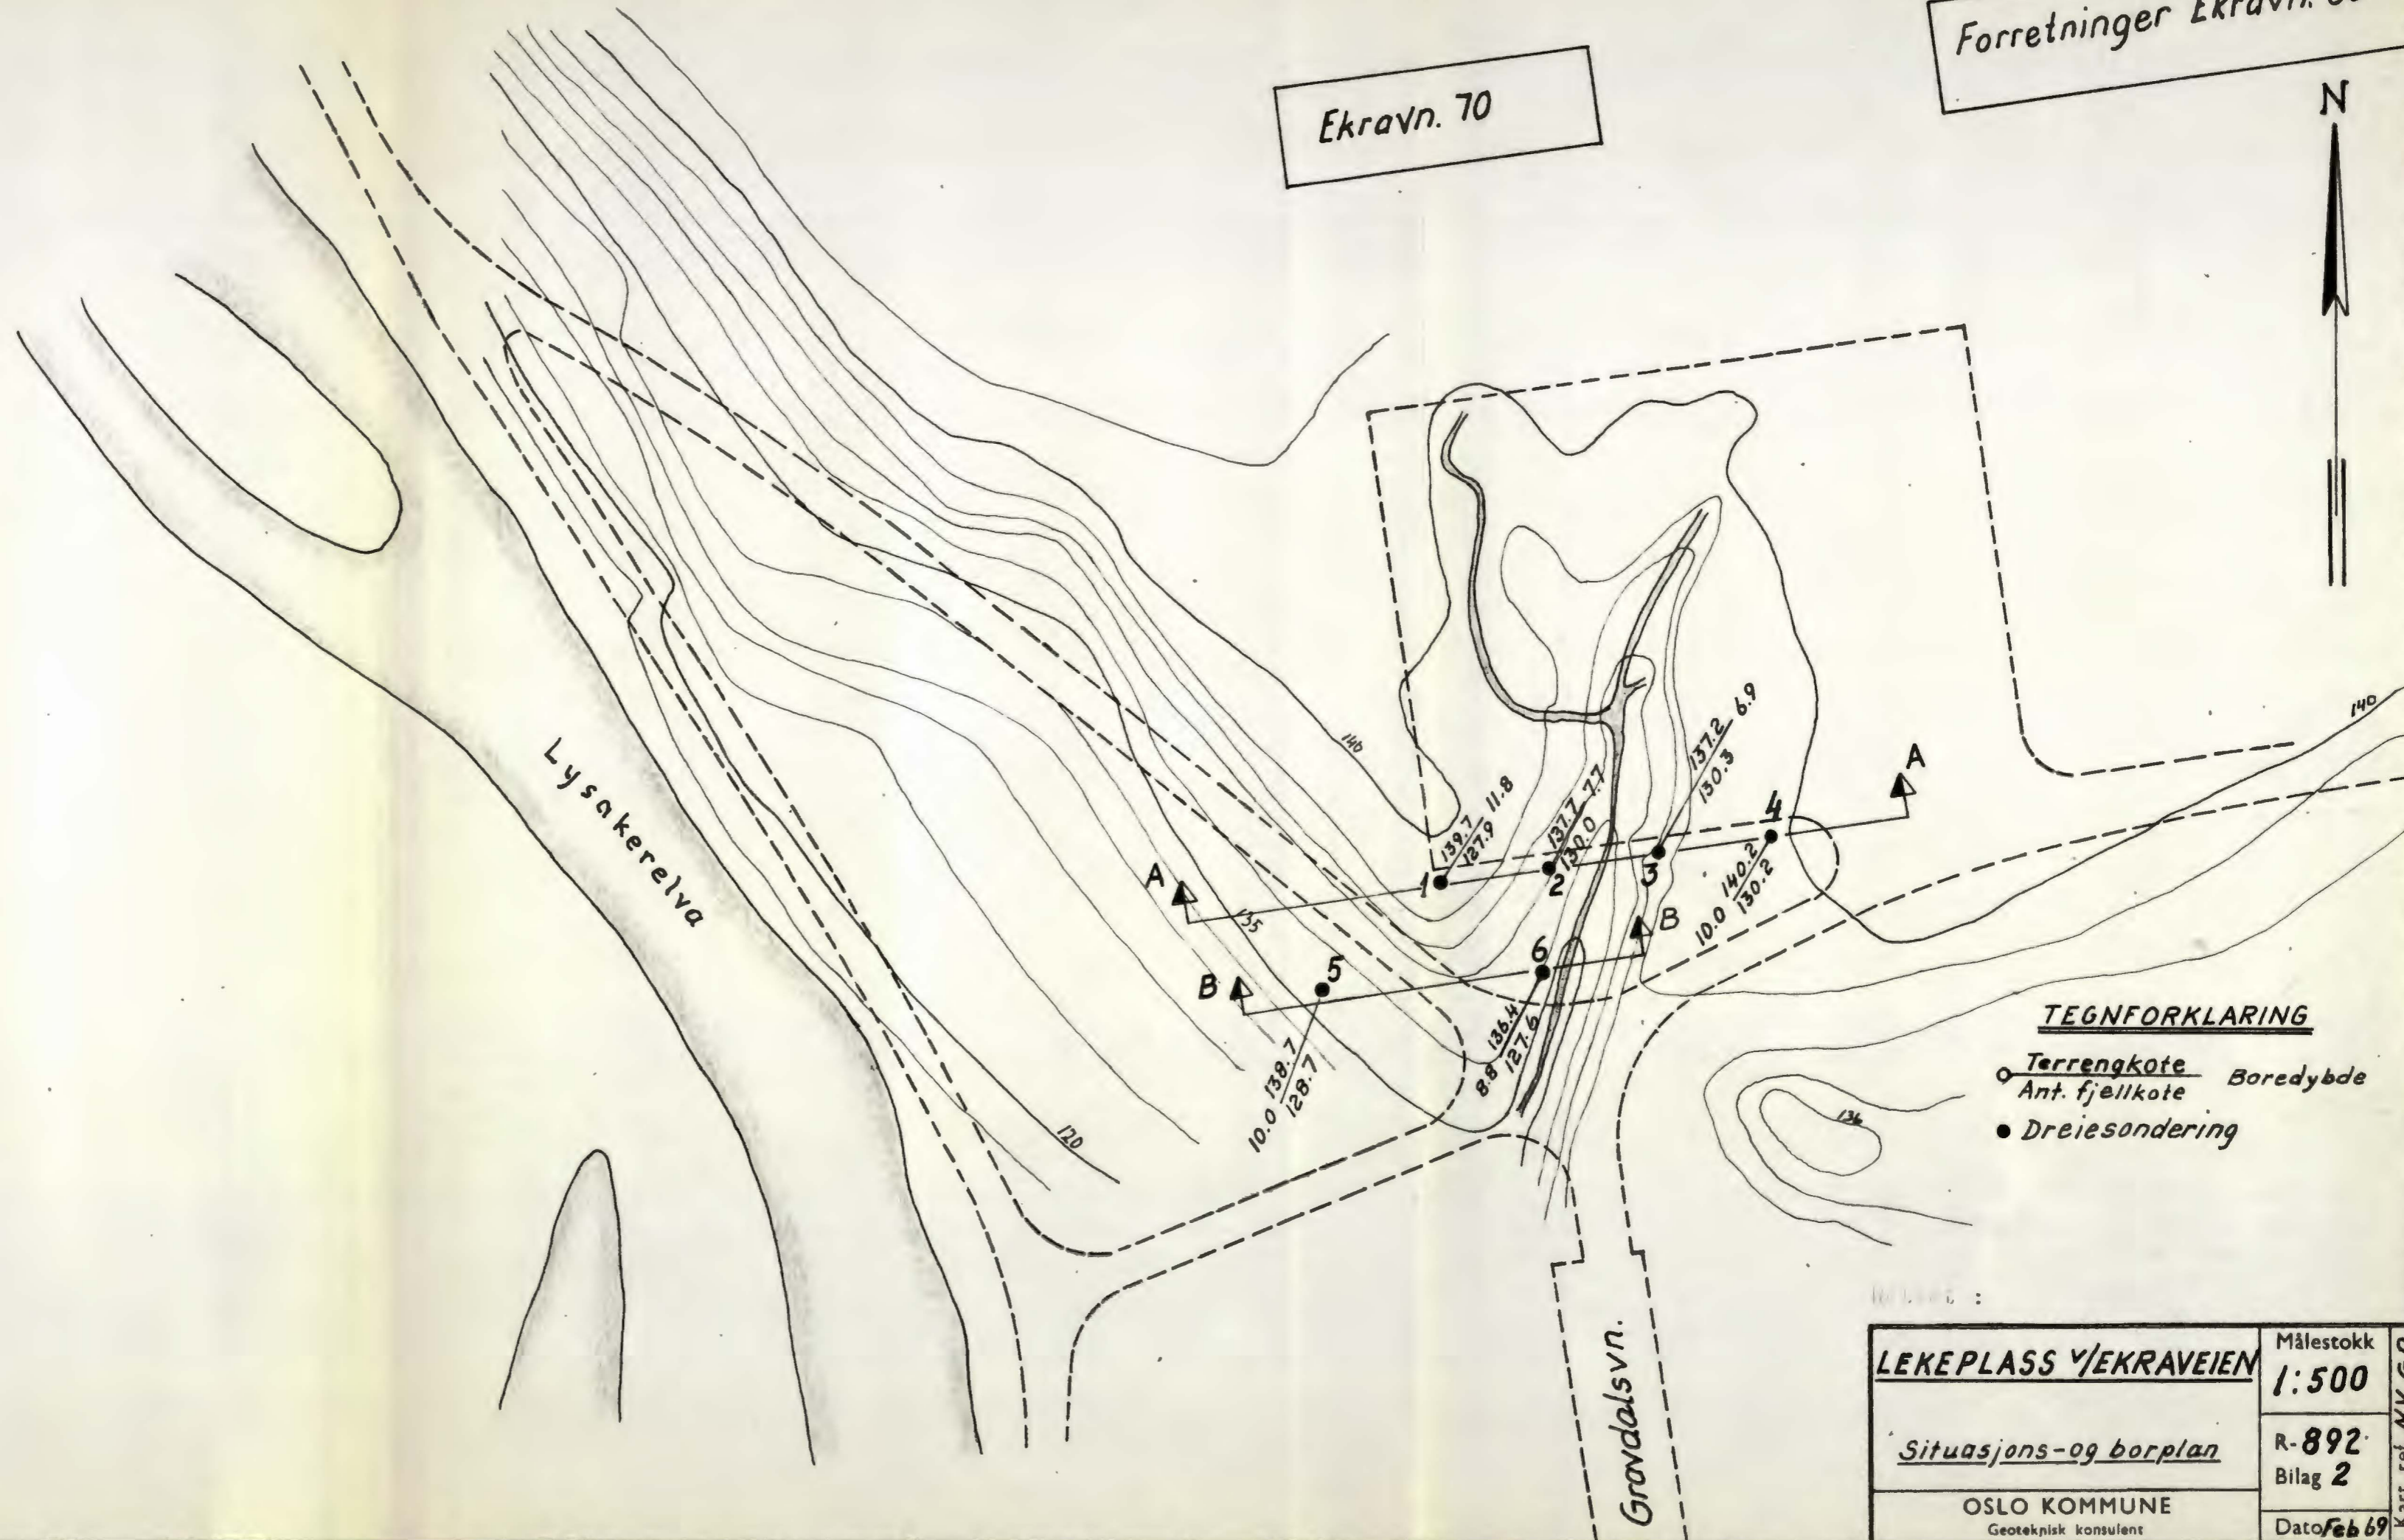 Forretninger Ekravn.
Ekravn. 70
N
Lysakerelva
140
140
135
120
136
A
A
B
B
1
139.7 11.8
127.9
2
137.7 7.7
130.0
3
137.2 6.9
130.3
4
10.0 140.2
130.2
5
10.0 138.7
128.7
6
8.8 136.4
127.6
Gravdalsvn.
TEGNFORKLARING
Terrengkote Boredybde
Ant. fjellkote
Dreiesondering
LEKEPLASS V/EKRAVEIEN
Målestokk
1:500
Situasjons-og borplan
R-892
Bilag 2
OSLO KOMMUNE
Geoteknisk konsulent
Dato Feb 69